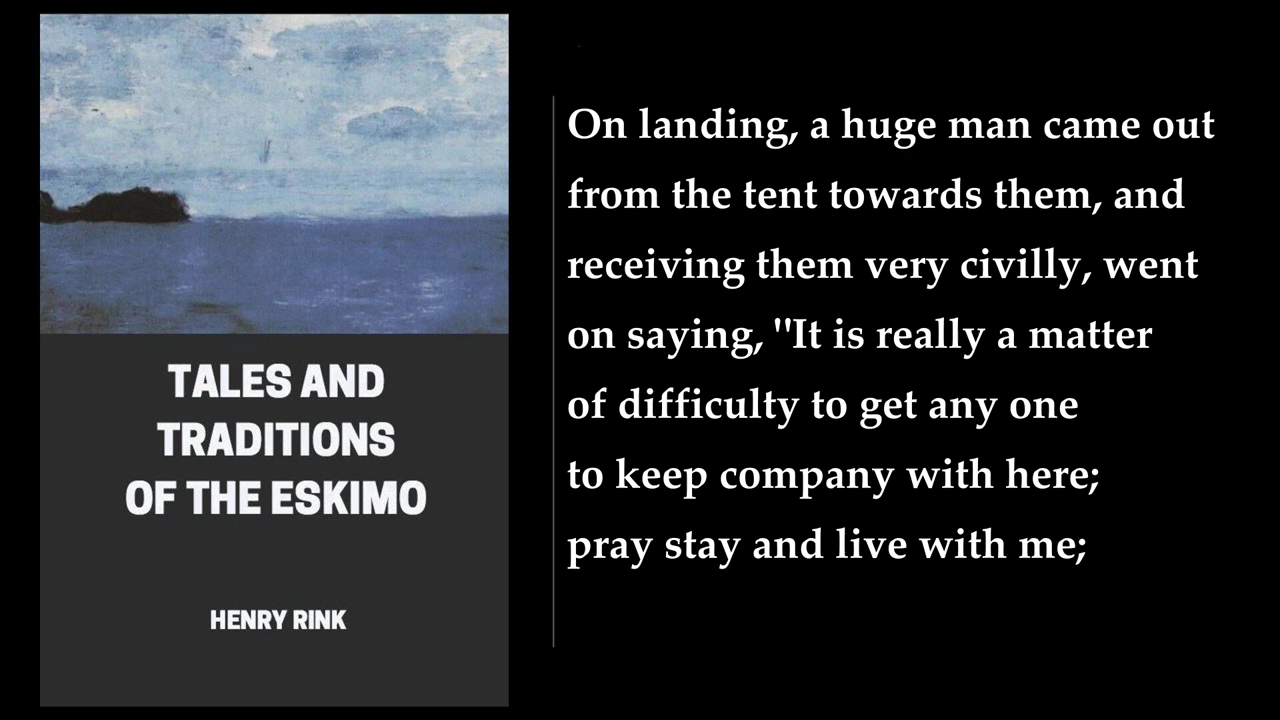 TALES AND
TRADITIONS
OF THE ESKIMO
HENRY RINK
On landing, a huge man came out
from the tent towards them, and
receiving them very civilly, went
on saying, "It is really a matter
of difficulty to get any one
to keep company with here;
pray stay and live with me;